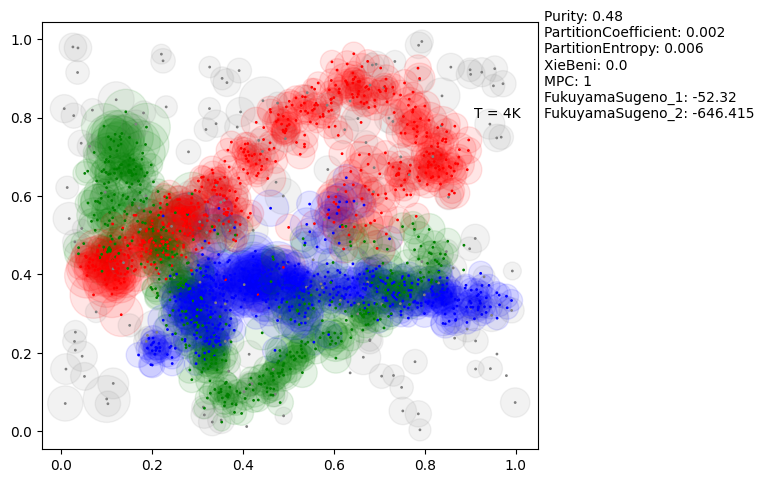 Purity: 0.48
PartitionCoefficient: 0.002
PartitionEntropy: 0.006
XieBeni: 0.0
MPC: 1
FukuyamaSugeno_1: -52.32
FukuyamaSugeno_2: -646.415
T = 4K
1.0
0.8
0.6
0.4
0.2
0.0
0.0 0.2 0.4 0.6 0.8 1.0